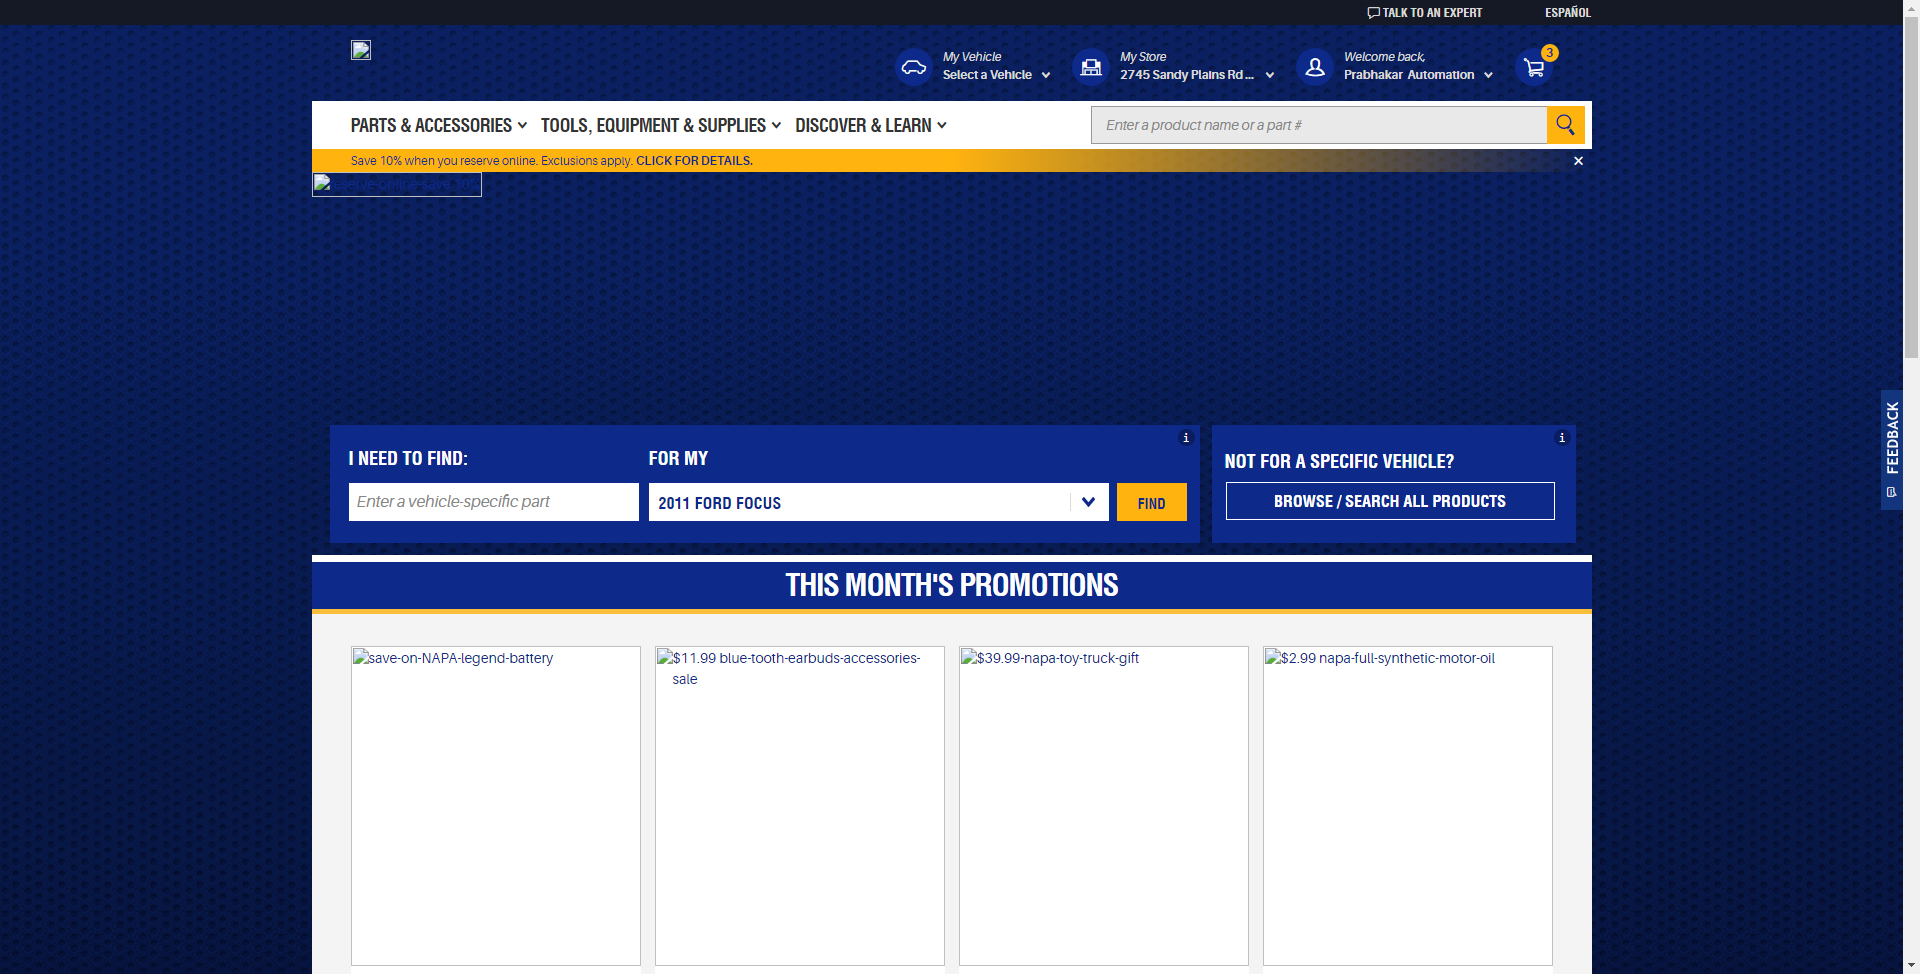 TALK TO AN EXPERT
ESPAÑOL
My Vehicle
Select a Vehicle
My Store
2745 Sandy Plains Rd...
Welcome back,
Prabhakar Automation
3
PARTS & ACCESSORIES
TOOLS, EQUIPMENT & SUPPLIES
DISCOVER & LEARN
Enter a product name or a part #
Save 10% when you reserve online. Exclusions apply. CLICK FOR DETAILS.
I NEED TO FIND:
Enter a vehicle-specific part
FOR MY
2011 FORD FOCUS
FIND
NOT FOR A SPECIFIC VEHICLE?
BROWSE / SEARCH ALL PRODUCTS
FEEDBACK
THIS MONTH'S PROMOTIONS
save-on-NAPA-legend-battery
$11.99 blue-tooth-earbuds-accessories-
sale
$39.99-napa-toy-truck-gift
$2.99 napa-full-synthetic-motor-oil